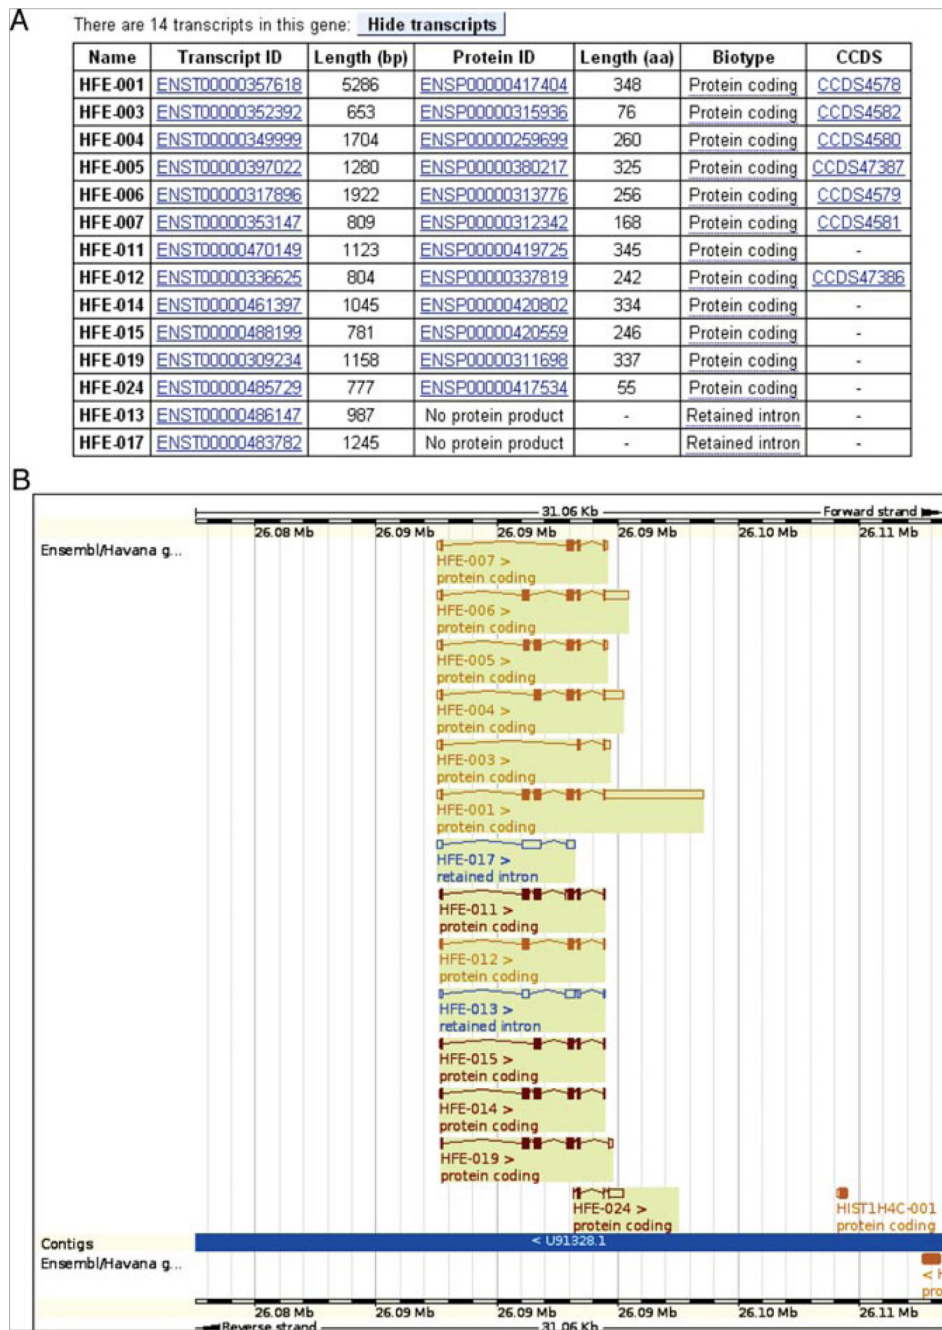 A
There are 14 transcripts in this gene: Hide transcripts
Name Transcript ID Length (bp) Protein ID Length (aa) Biotype CCDS
HFE-001 ENST00000357618 5286 ENSP00000417404 348 Protein coding CCDS4578
HFE-003 ENST00000352392 653 ENSP00000315936 76 Protein coding CCDS4582
HFE-004 ENST00000349999 1704 ENSP00000259699 260 Protein coding CCDS4580
HFE-005 ENST00000397022 1280 ENSP00000380217 325 Protein coding CCDS47387
HFE-006 ENST00000317896 1922 ENSP00000313776 256 Protein coding CCDS4579
HFE-007 ENST00000353147 809 ENSP00000312342 168 Protein coding CCDS4581
HFE-011 ENST00000470149 1123 ENSP00000419725 345 Protein coding -
HFE-012 ENST00000336625 804 ENSP00000337819 242 Protein coding CCDS47386
HFE-014 ENST00000461397 1045 ENSP00000420802 334 Protein coding -
HFE-015 ENST00000488199 781 ENSP00000420559 246 Protein coding -
HFE-019 ENST00000309234 1158 ENSP00000311698 337 Protein coding -
HFE-024 ENST00000485729 777 ENSP00000417534 55 Protein coding -
HFE-013 ENST00000486147 987 No protein product - Retained intron -
HFE-017 ENST00000483782 1245 No protein product - Retained intron -
B
31.06 Kb Forward strand
26.08 Mb 26.09 Mb 26.09 Mb 26.09 Mb 26.10 Mb 26.11 Mb
Ensembl/Havana g...
HFE-007 >
protein coding
HFE-006 >
protein coding
HFE-005 >
protein coding
HFE-004 >
protein coding
HFE-003 >
protein coding
HFE-001 >
protein coding
HFE-017 >
retained intron
HFE-011 >
protein coding
HFE-012 >
protein coding
HFE-013 >
retained intron
HFE-015 >
protein coding
HFE-014 >
protein coding
HFE-019 >
protein coding
HFE-024 > HIST1H4C-001
protein coding protein coding
Contigs < U91328.1
Ensembl/Havana g...
< H
pro
26.08 Mb 26.09 Mb 26.09 Mb 26.09 Mb 26.10 Mb 26.11 Mb
Reverse strand 31.06 Kb